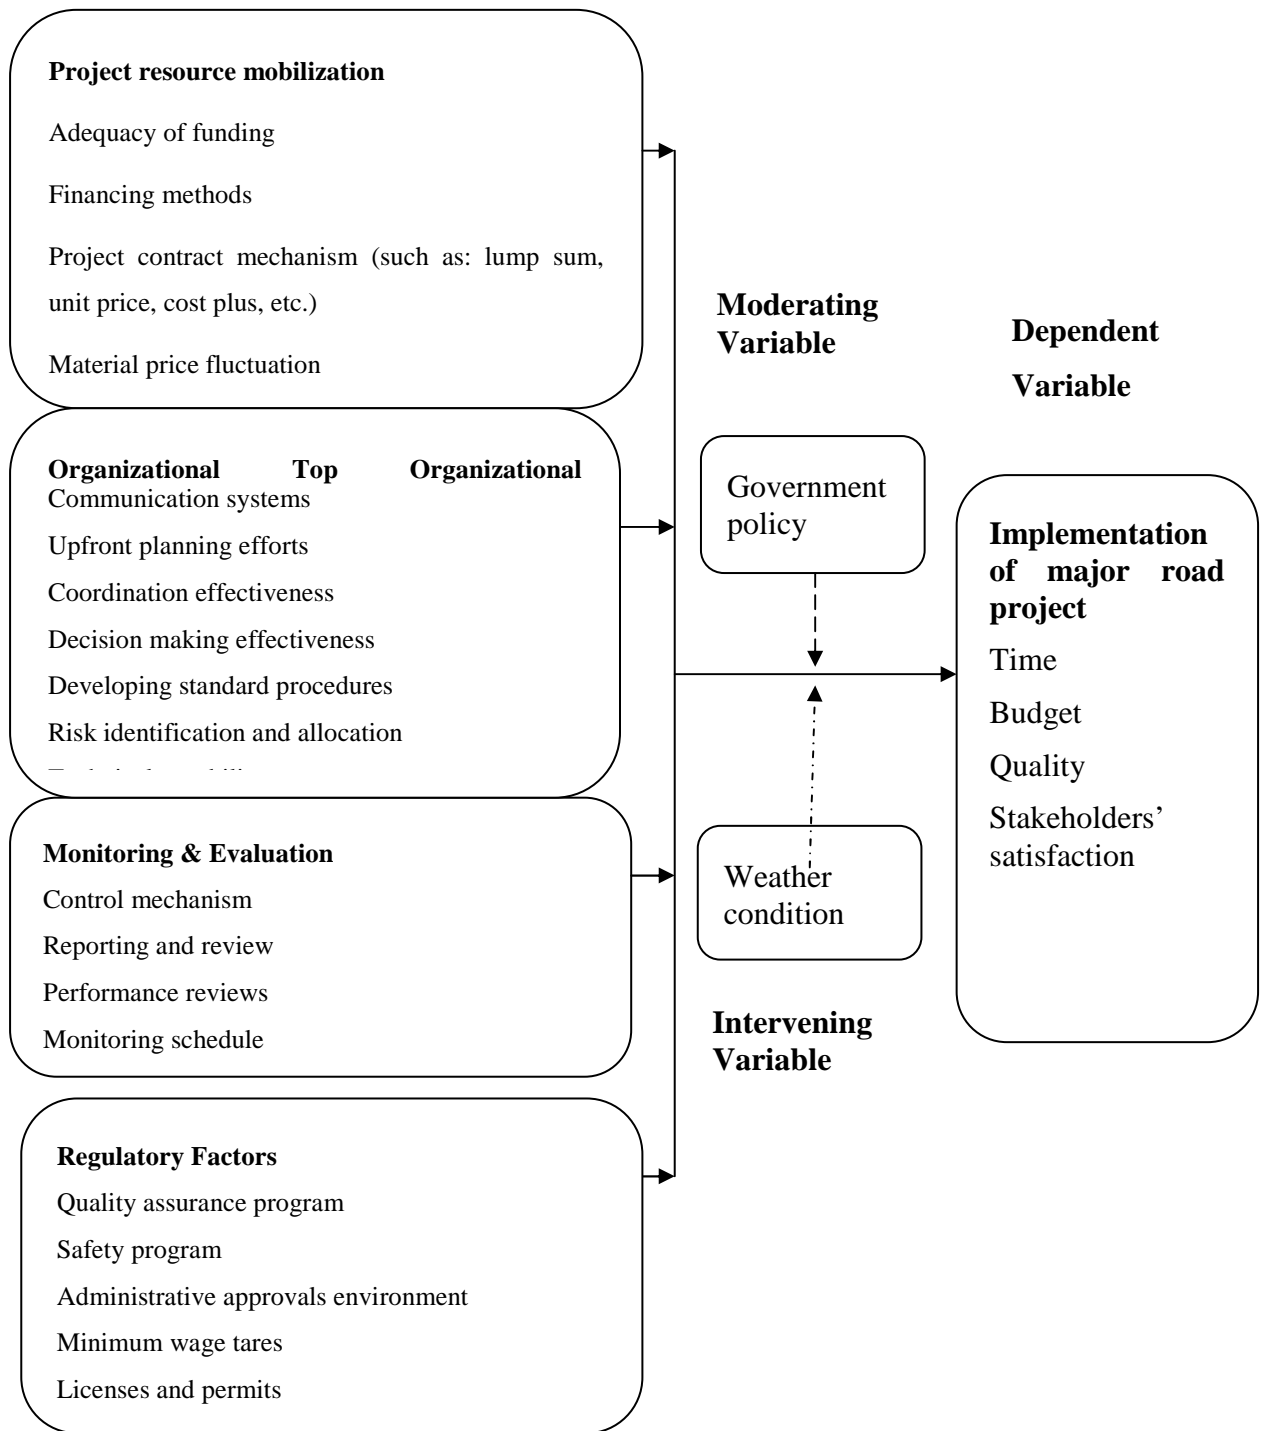 Project resource mobilization
Adequacy of funding
Financing methods
Project contract mechanism (such as: lump sum,
unit price, cost plus, etc.)
Material price fluctuation
Organizational Top Organizational
Communication systems
Upfront planning efforts
Coordination effectiveness
Decision making effectiveness
Developing standard procedures
Risk identification and allocation
Monitoring & Evaluation
Control mechanism
Reporting and review
Performance reviews
Monitoring schedule
Regulatory Factors
Quality assurance program
Safety program
Administrative approvals environment
Minimum wage tares
Licenses and permits
Moderating
Variable
Government
policy
Weather
condition
Intervening
Variable
Dependent
Variable
Implementation
of major road
project
Time
Budget
Quality
Stakeholders’
satisfaction